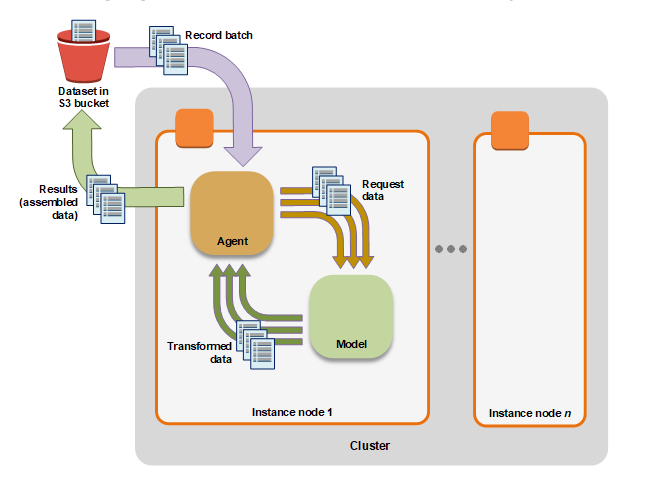 Record batch
Dataset in
S3 bucket
Results
(assembled
data)
Request
data
Agent
Model
Transformed
data
Instance node 1
Instance node n
Cluster